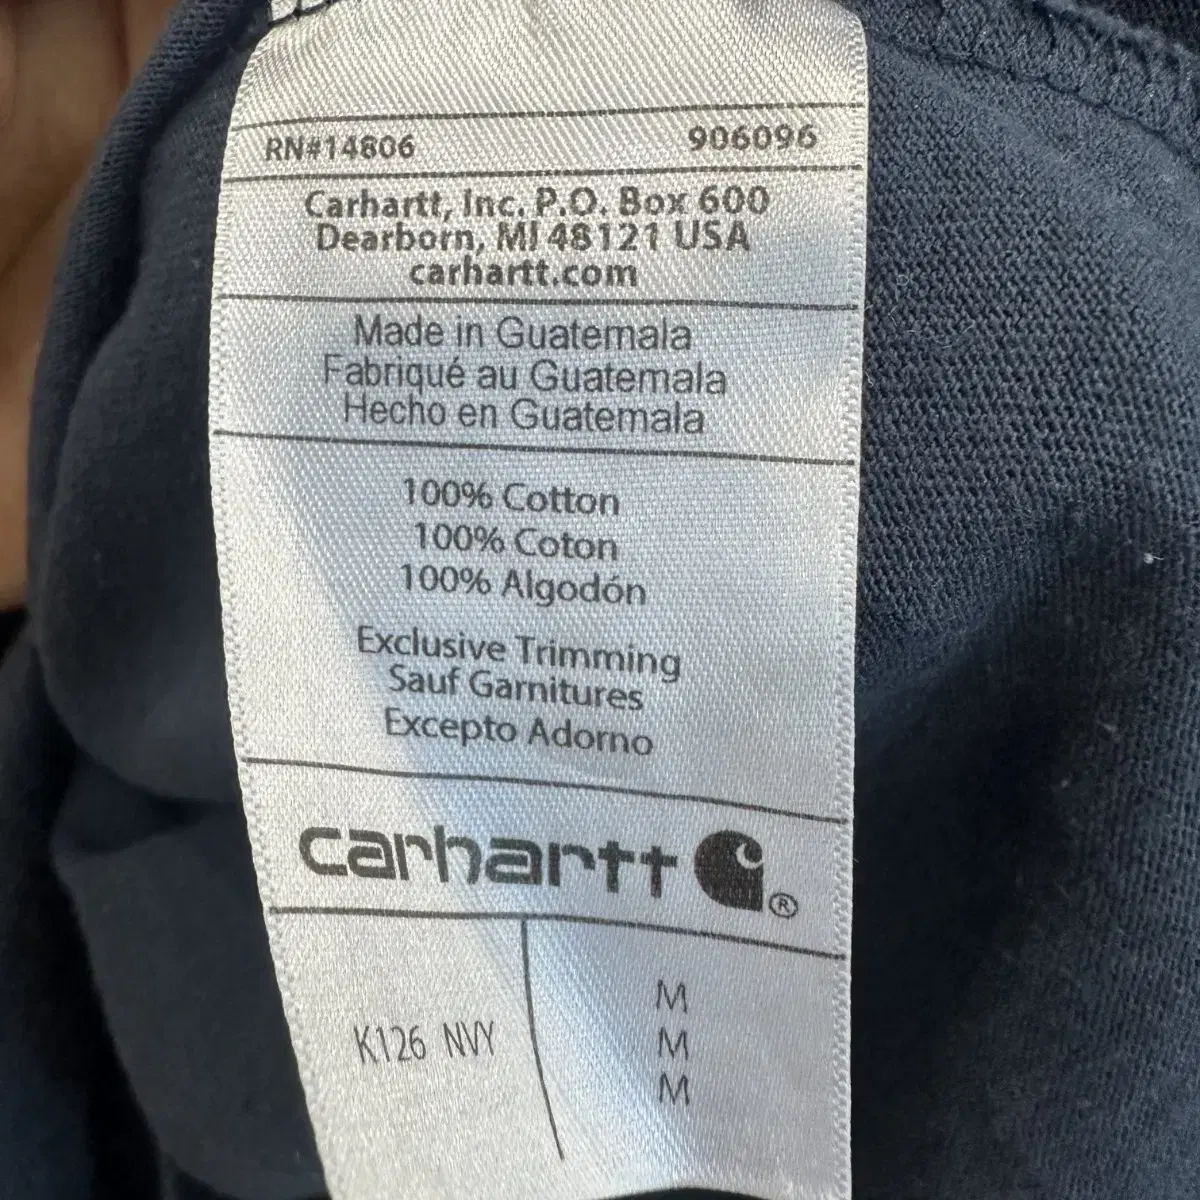 RN#14806 906096
Carhartt, Inc. P.O. Box 600
Dearborn, MI 48121 USA
carhartt.com
Made in Guatemala
Fabriqué au Guatemala
Hecho en Guatemala
100% Cotton
100% Coton
100% Algodón
Exclusive Trimming
Sauf Garnitures
Excepto Adorno
carhartt ®
K126 NVY
M
M
M